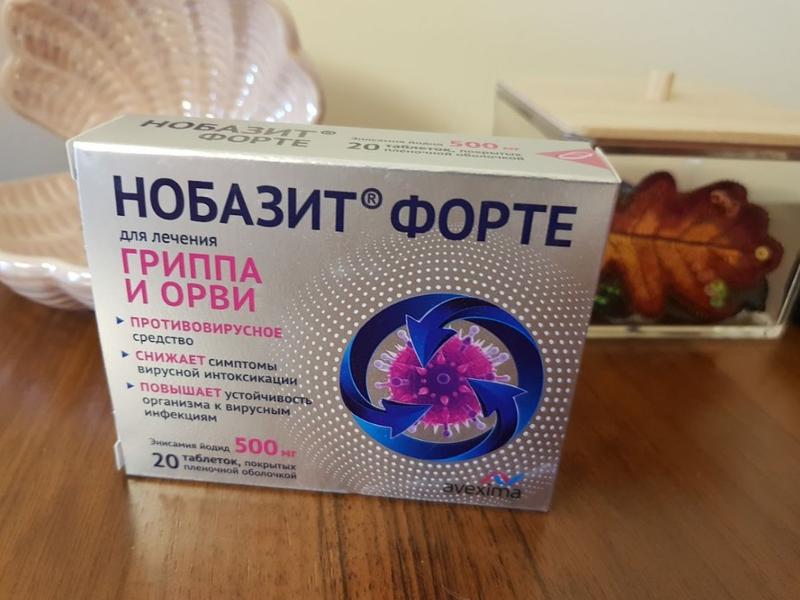 НОБАЗИТ®
ФОРТЕ
Энисамия йодид 500 мг
20 таблеток, покрытых
пленочной оболочкой
НОБАЗИТ® ФОРТЕ
для лечения
ГРИППА
И ОРВИ
ПРОТИВОВИРУСНОЕ
средство
СНИЖАЕТ симптомы
вирусной интоксикации
ПОВЫШАЕТ устойчивость
организма к вирусным
инфекциям
Энисамия йодид 500 мг
20 таблеток, покрытых
пленочной оболочкой
avexima